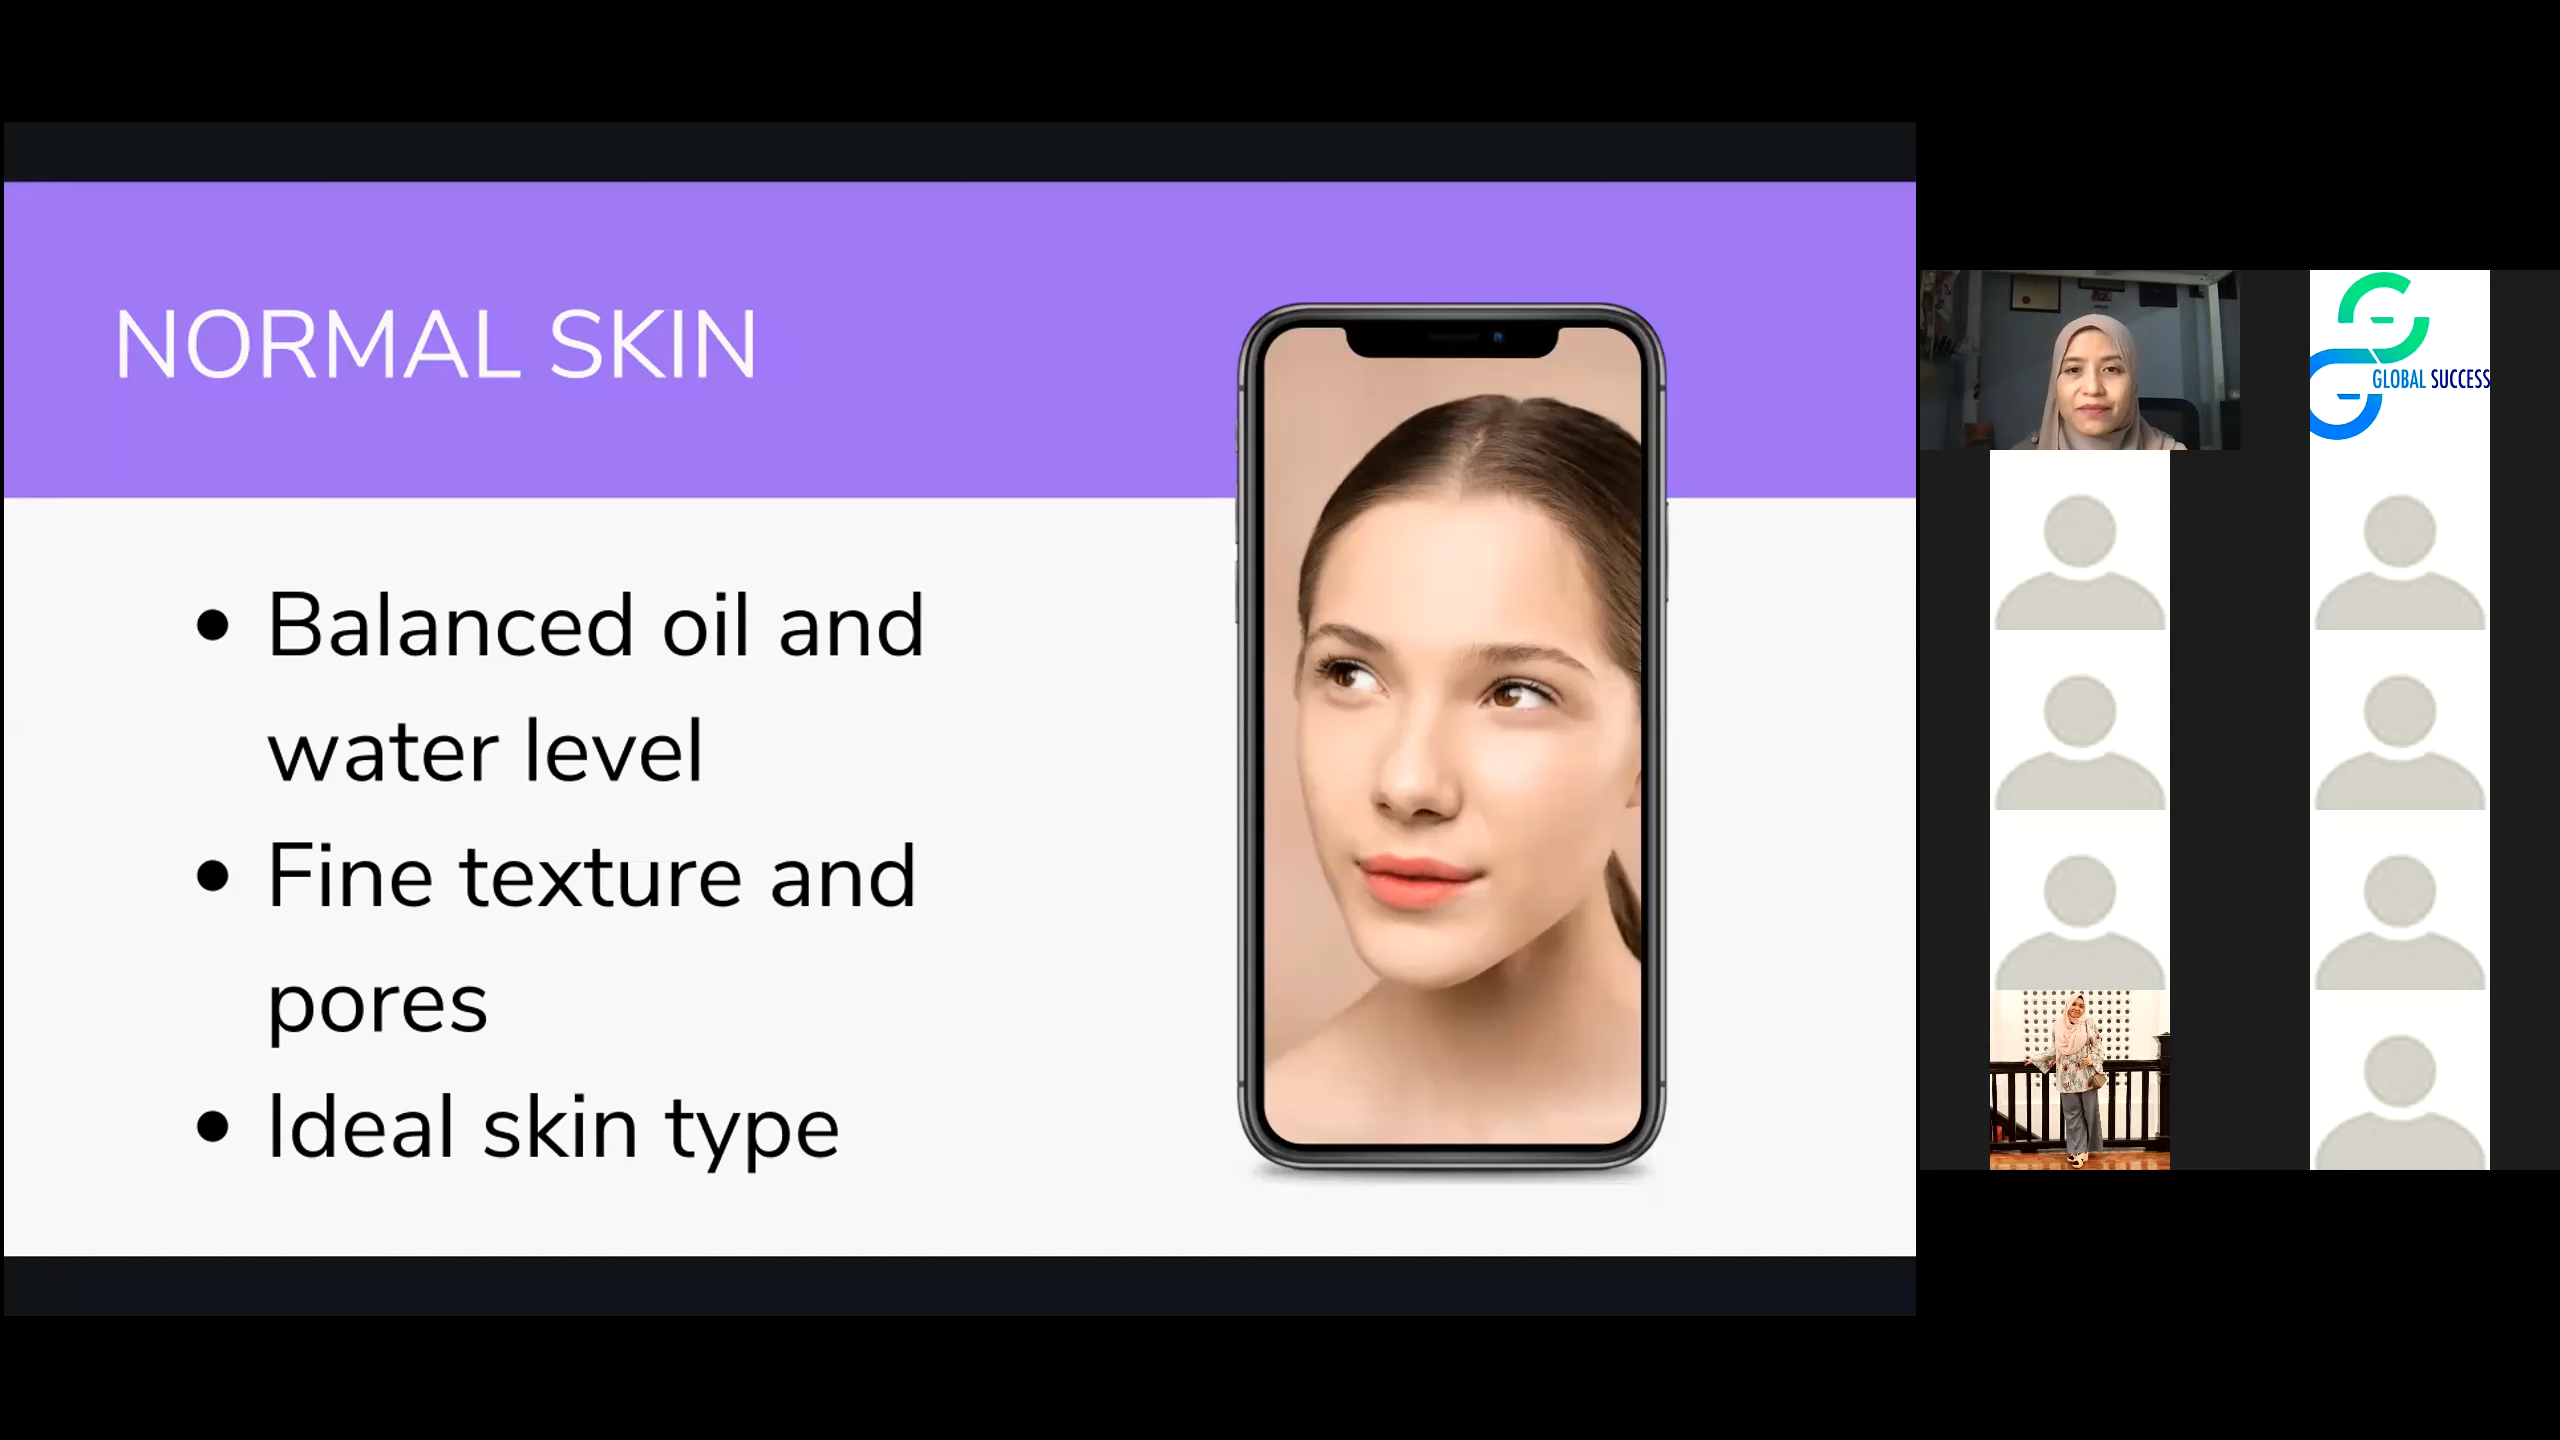 NORMAL SKIN
• Balanced oil and
water level
• Fine texture and
pores
• Ideal skin type
GLOBAL SUCCESS